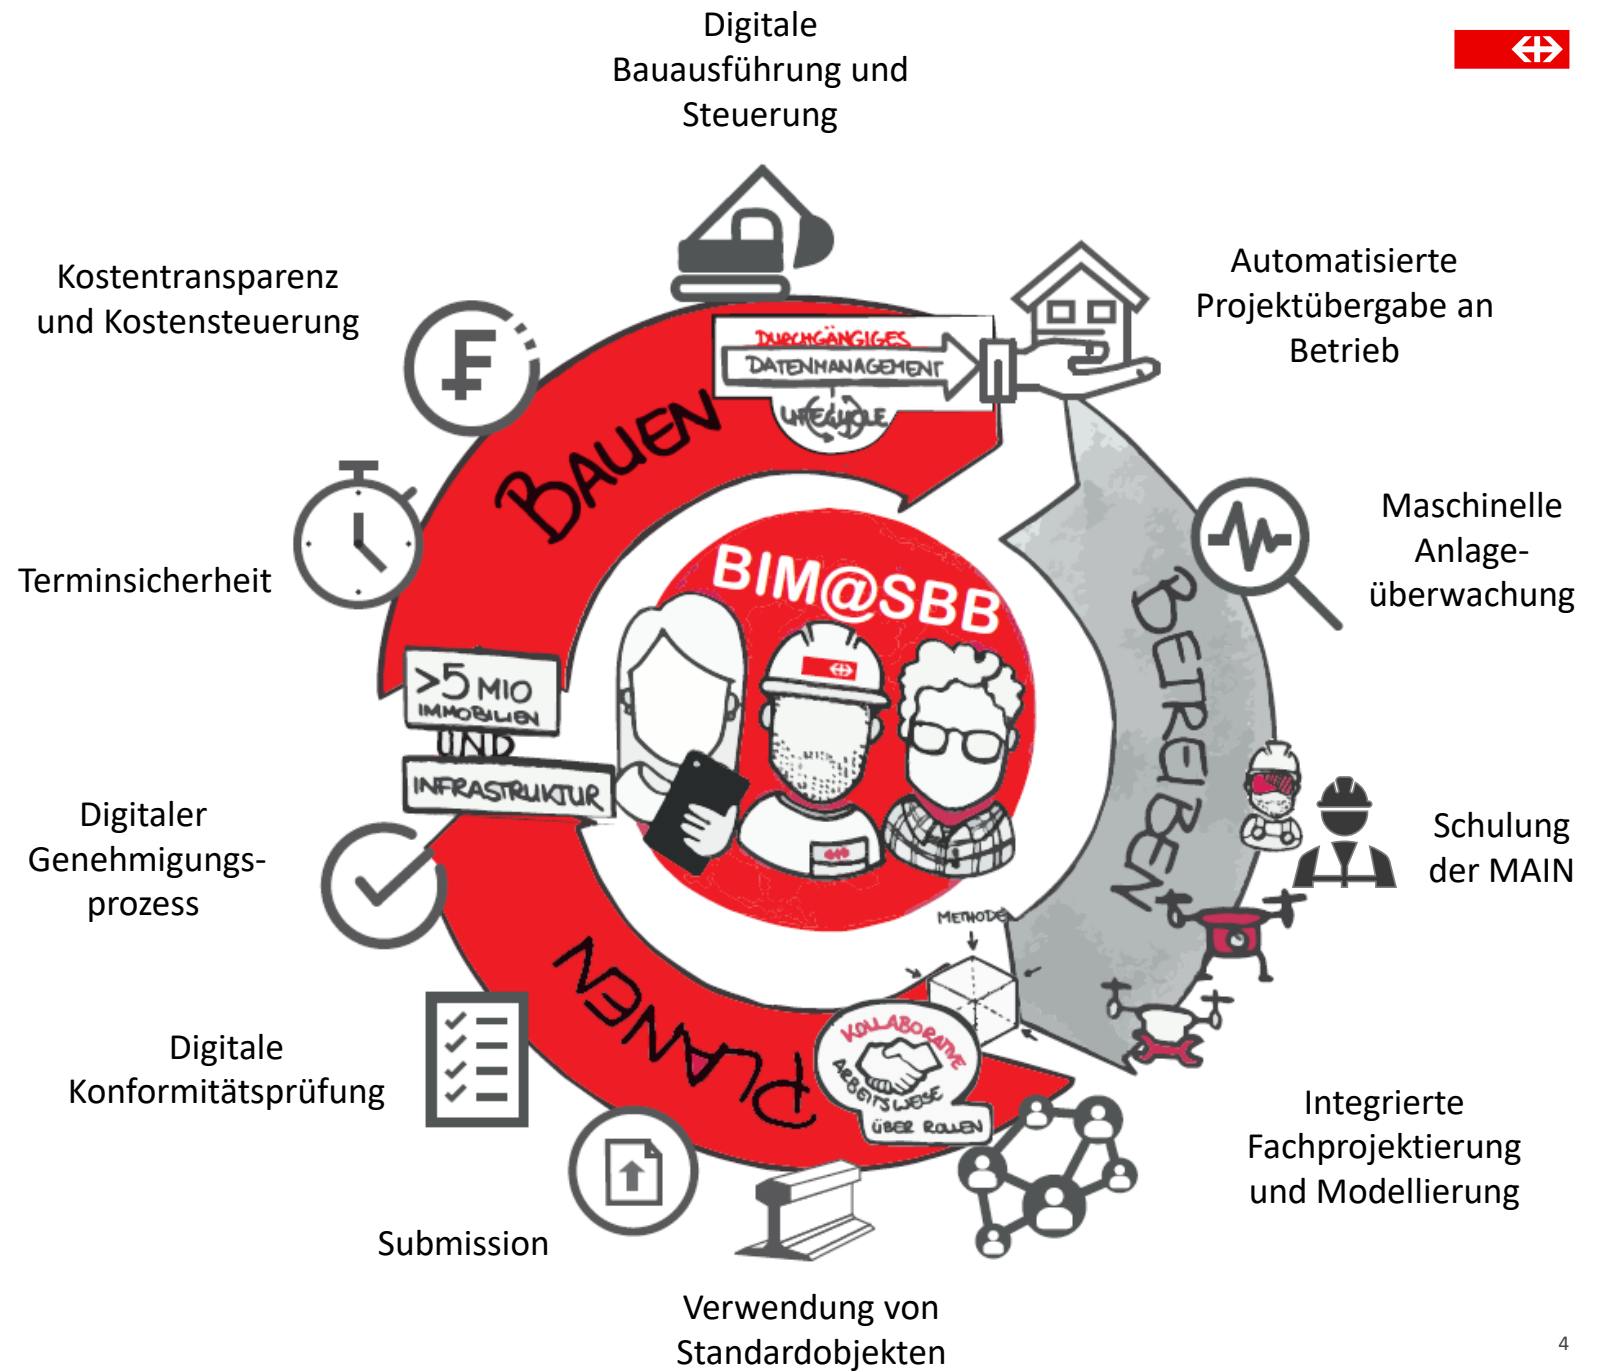 Digitale
Bauausführung und
Steuerung
Kostentransparenz
und Kostensteuerung
Automatisierte
Projektübergabe an
Betrieb
DURCHGÄNGIGES
DATENMANAGEMENT
LIFECYCLE
BAUEN
Terminsicherheit
Maschinelle
Anlage-
überwachung
BIM@SBB
>5 MIO
IMMOBILIEN
UND
INFRASTRUKTUR
BETREIBEN
Digitaler
Genehmigungs-
prozess
Schulung
der MAIN
METHODE
PLANEN
KOLLABORATIVE
ARBEITSWEISE
ÜBER ROLLEN
Digitale
Konformitätsprüfung
Integrierte
Fachprojektierung
und Modellierung
Submission
Verwendung von
Standardobjekten
4